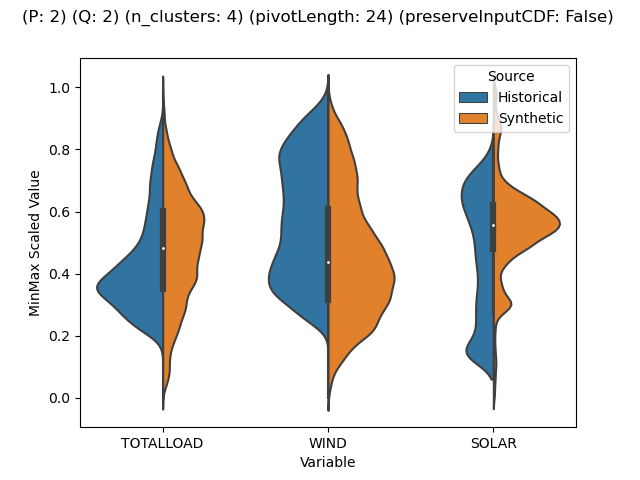 (P: 2) (Q: 2) (n_clusters: 4) (pivotLength: 24) (preserveInputCDF: False)
Source
Historical
Synthetic
1.0
0.8
0.6
0.4
0.2
0.0
MinMax Scaled Value
TOTALLOAD WIND SOLAR
Variable